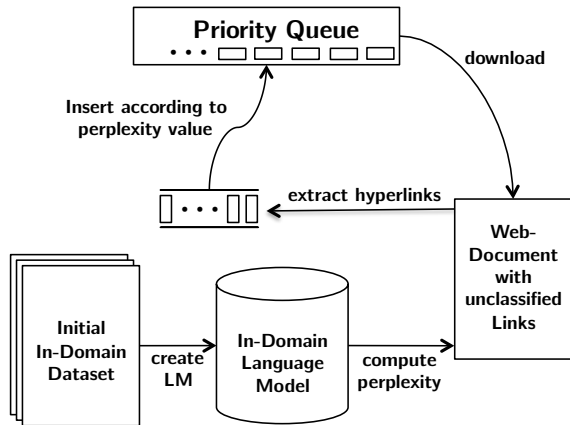 Priority Queue
download
Insert according to
perplexity value
extract hyperlinks
Web-
Document
with
unclassified
Links
Initial
In-Domain
Dataset
create
LM
In-Domain
Language
Model
compute
perplexity